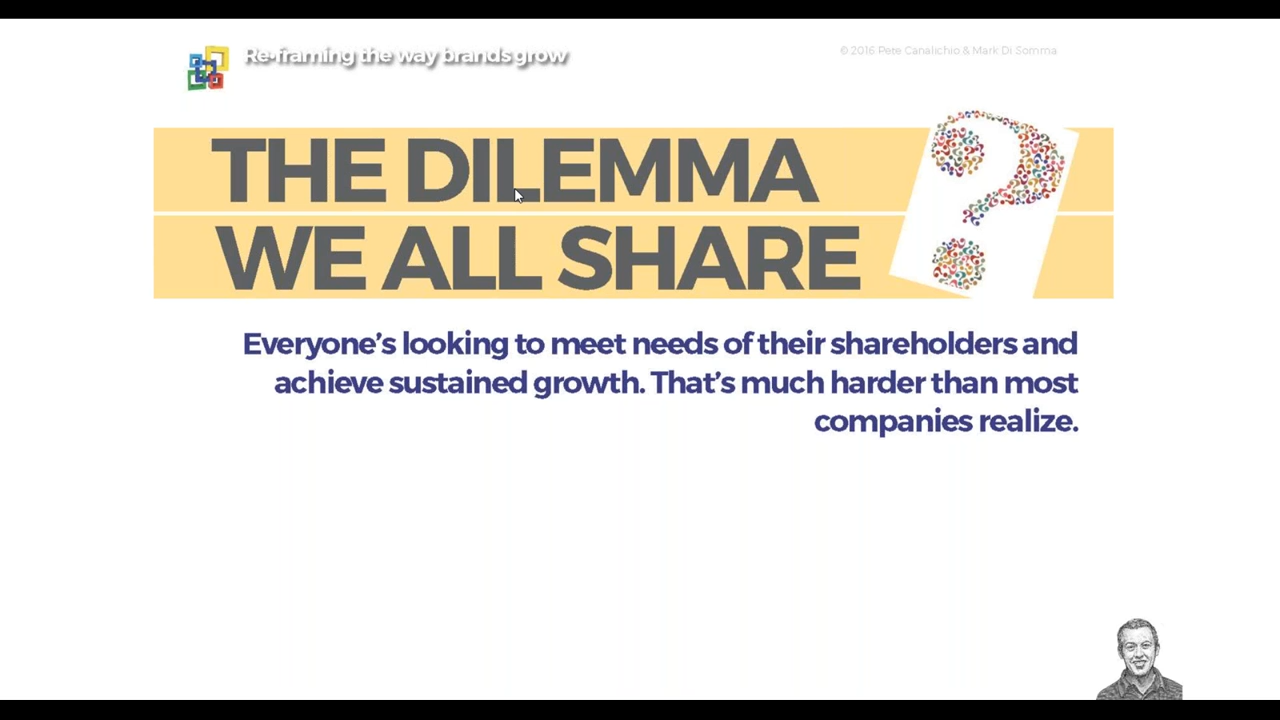 Re-framing the way brands grow
© 2016 Pete Canalichio & Mark Di Somma
THE DILEMMA
WE ALL SHARE
?
Everyone's looking to meet needs of their shareholders and
achieve sustained growth. That's much harder than most
companies realize.